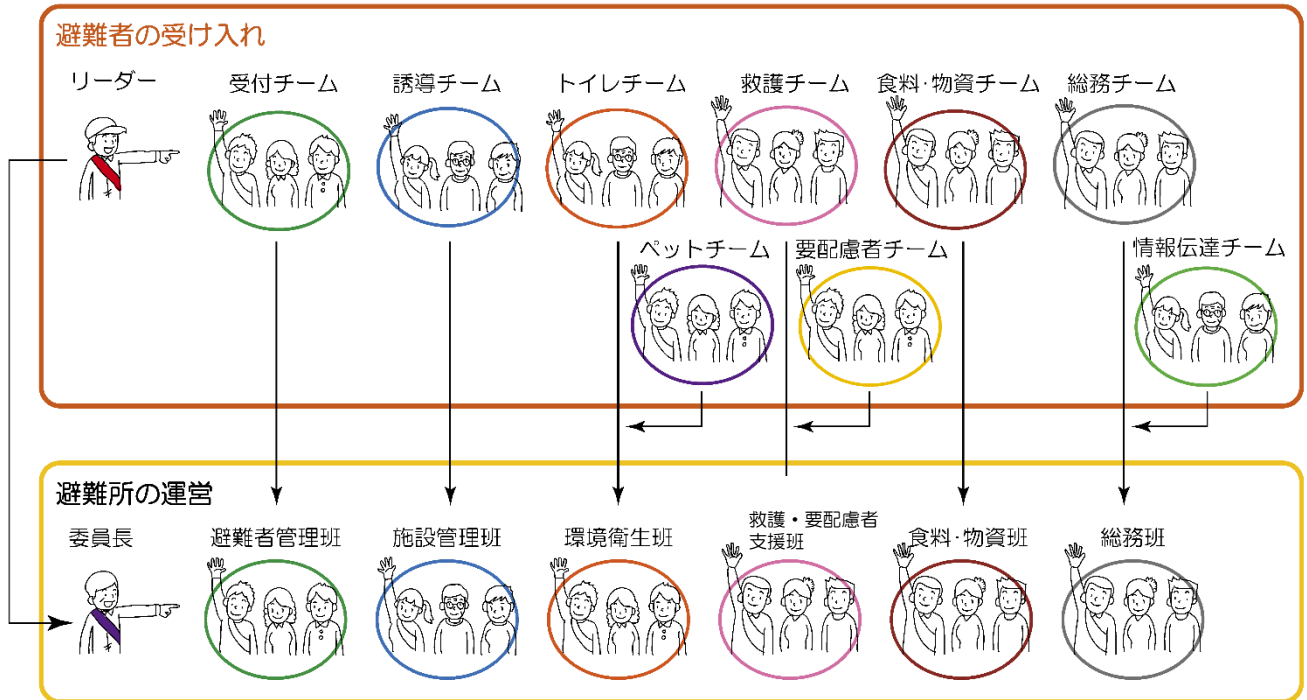 避難者の受け入れ
リーダー
受付チーム
誘導チーム
トイレチーム
救護チーム
食料･物資チーム
総務チーム
ペットチーム
要配慮者チーム
情報伝達チーム
避難所の運営
委員長
避難者管理班
施設管理班
環境衛生班
救護・要配慮者
支援班
食料･物資班
総務班